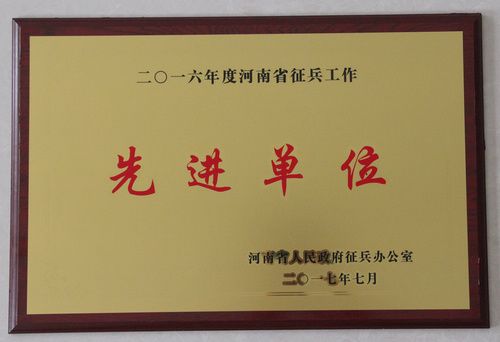 二〇一六年度河南省征兵工作
先进单位
河南省人民政府征兵办公室
二〇一七年七月